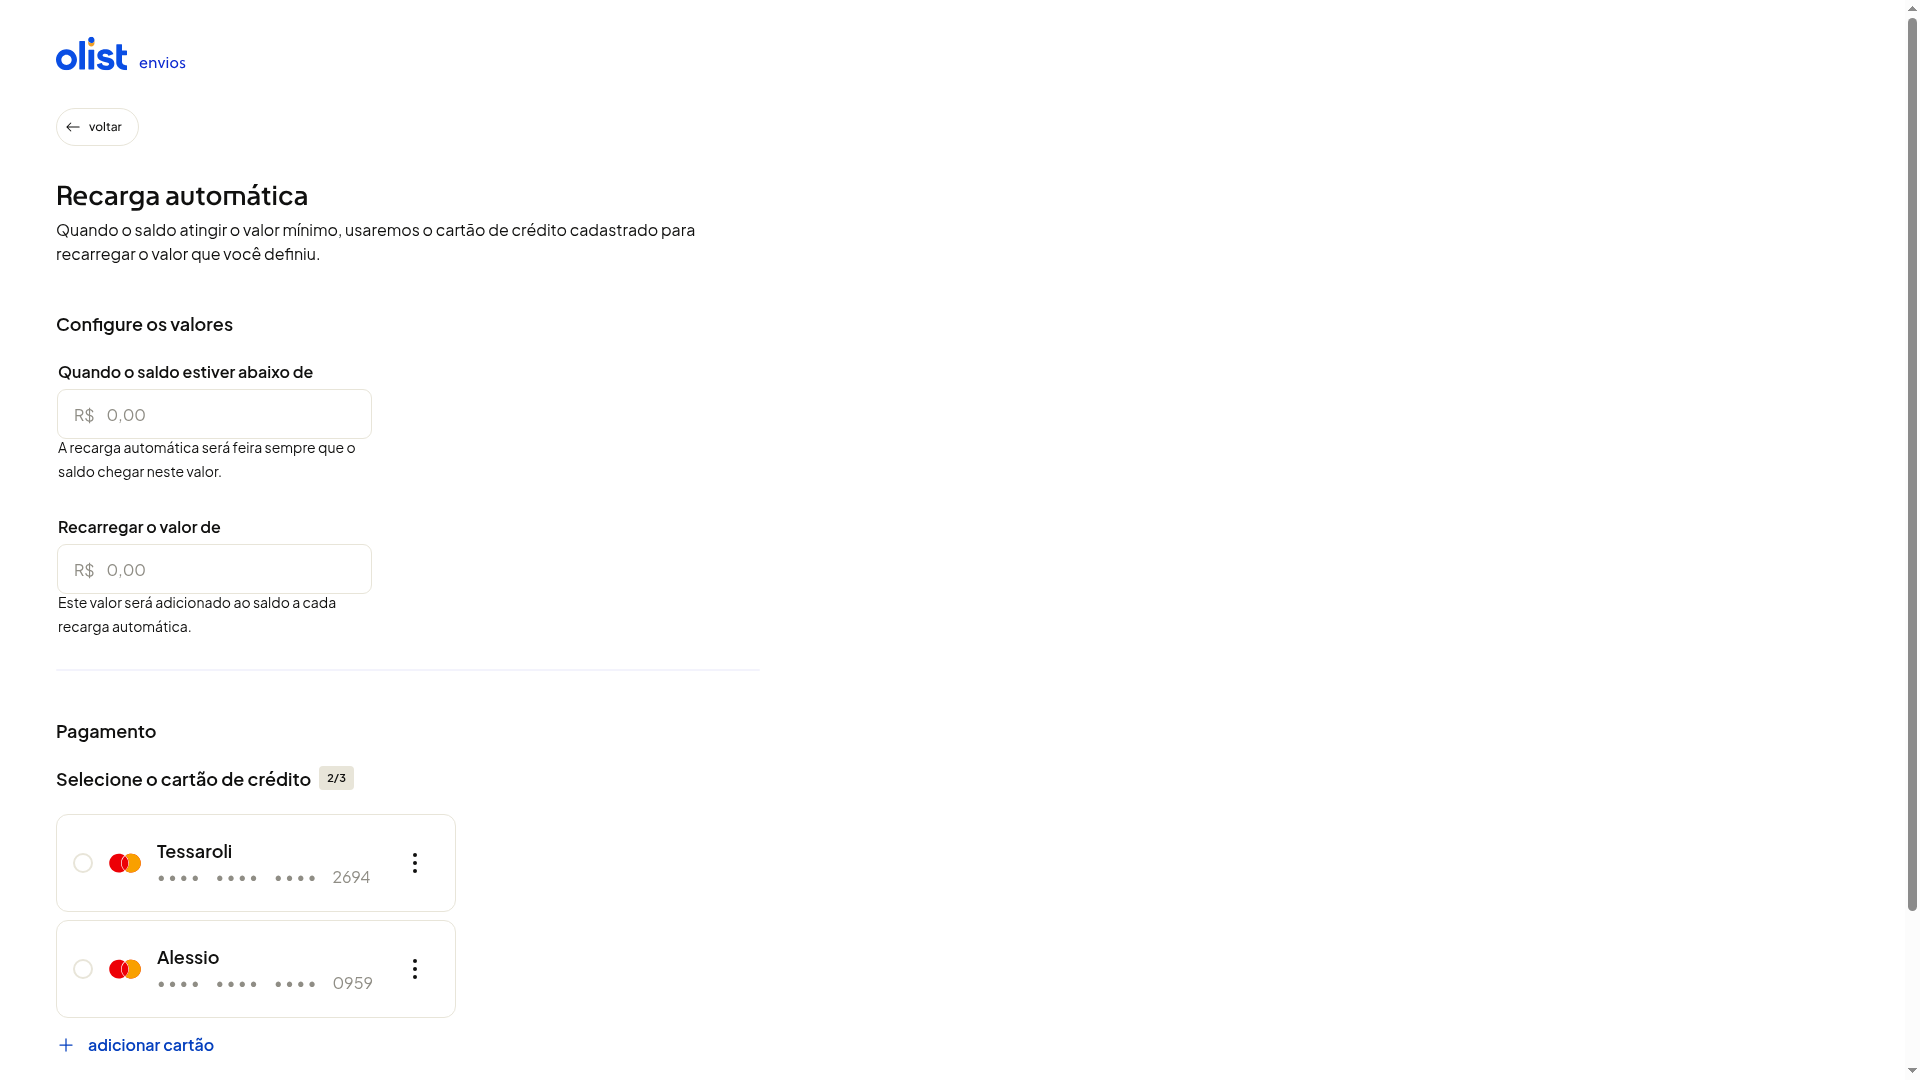 olist envios
voltar
Recarga automática
Quando o saldo atingir o valor mínimo, usaremos o cartão de crédito cadastrado para
recarregar o valor que você definiu.
Configure os valores
Quando o saldo estiver abaixo de
R$ 0,00
A recarga automática será feira sempre que o
saldo chegar neste valor.
Recarregar o valor de
R$ 0,00
Este valor será adicionado ao saldo a cada
recarga automática.
Pagamento
Selecione o cartão de crédito 2/3
Tessaroli
•••• •••• •••• 2694
Alessio
•••• •••• •••• 0959
adicionar cartão